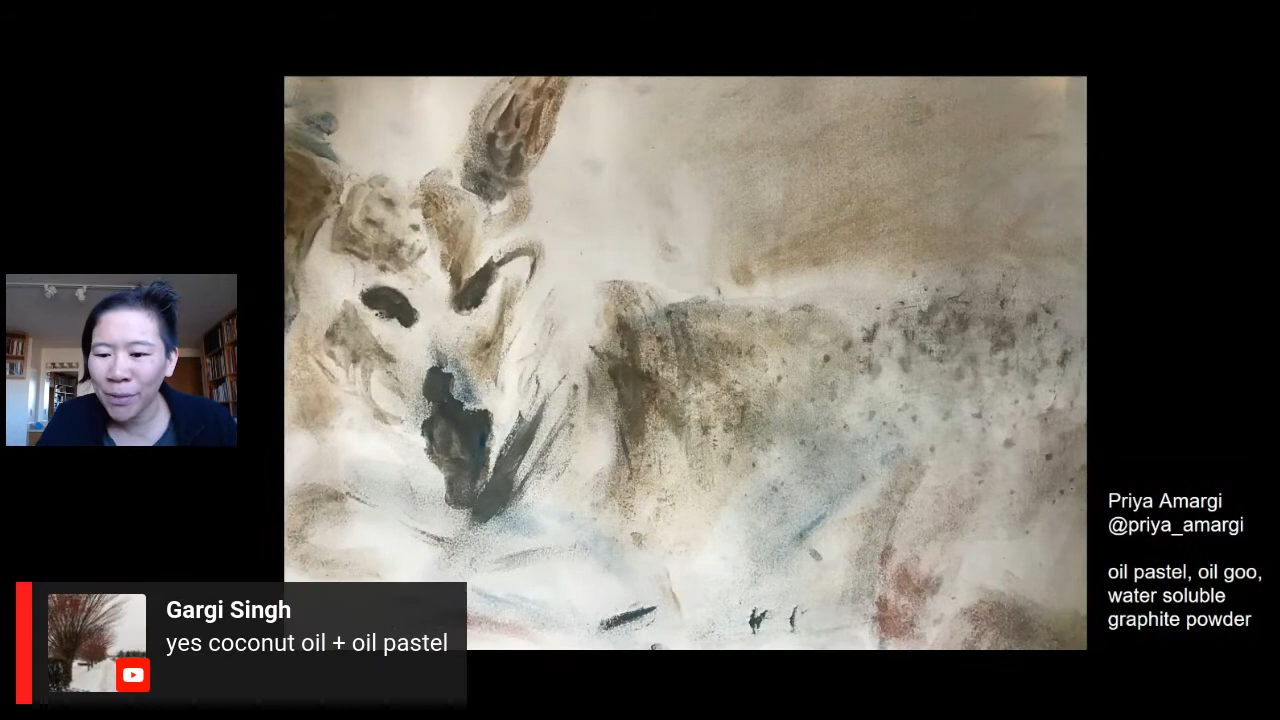 Priya Amargi
@priya_amargi
oil pastel, oil goo,
water soluble
graphite powder
Gargi Singh
yes coconut oil + oil pastel